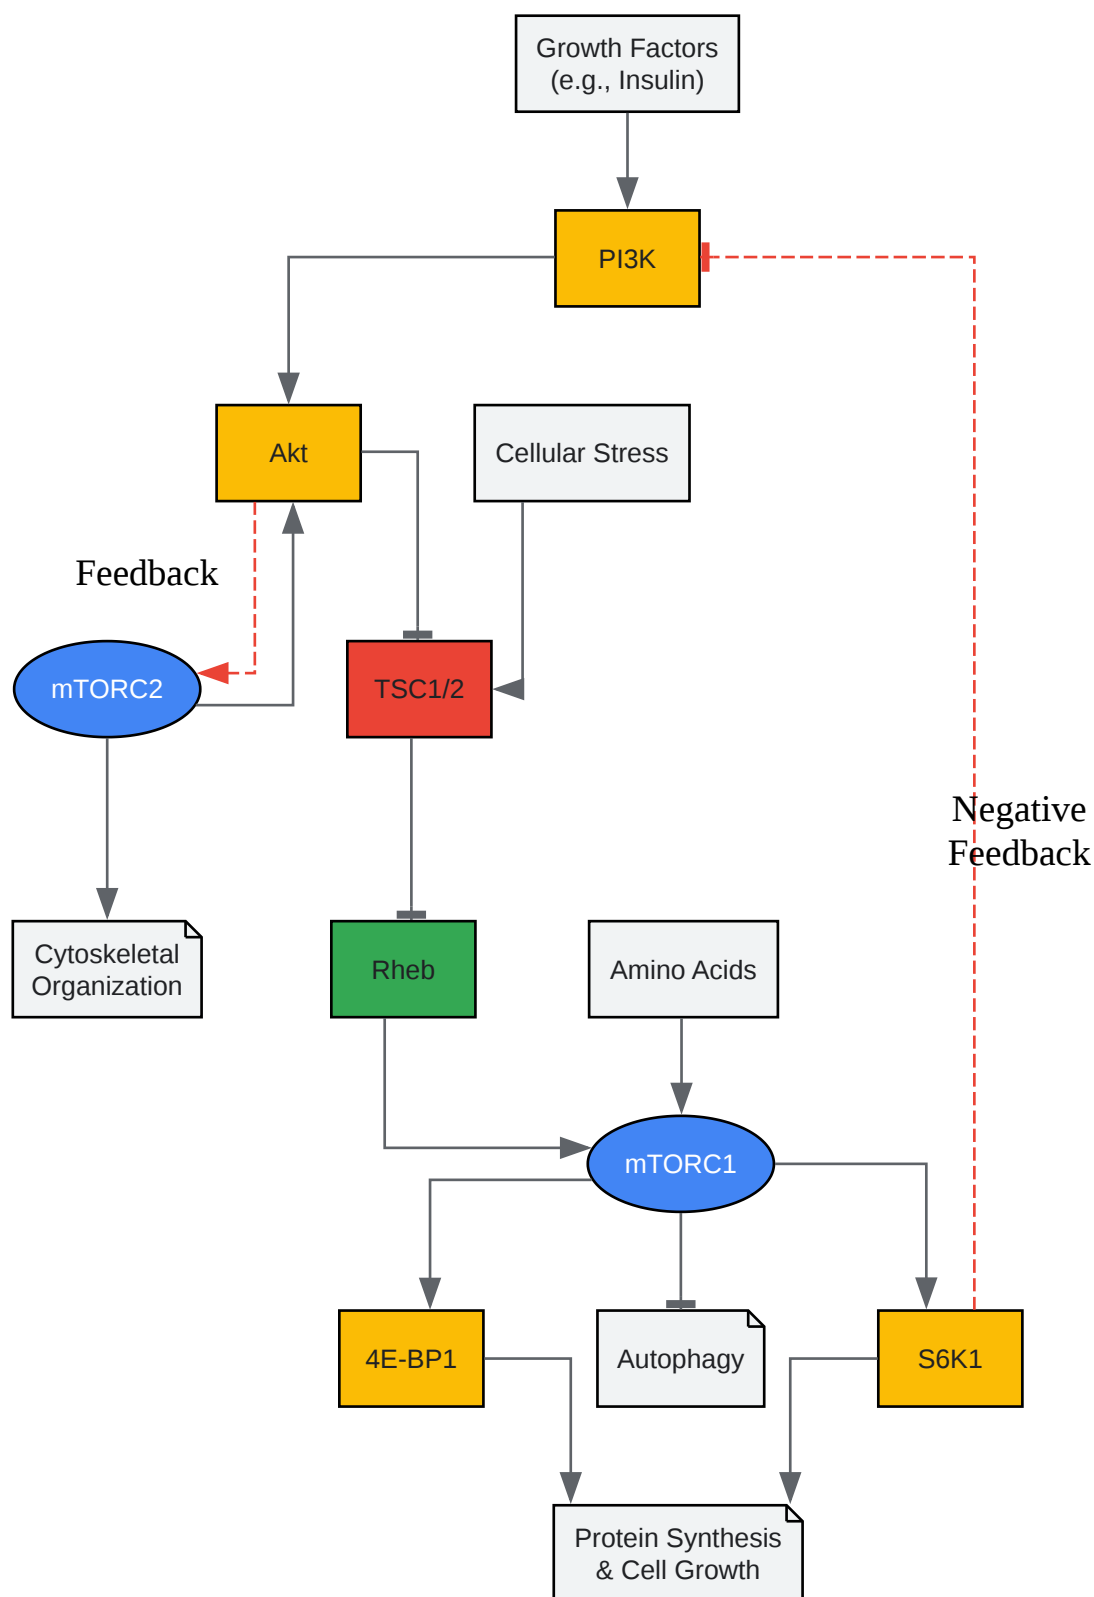 Growth Factors
(e.g., Insulin)
PI3K
Akt
Cellular Stress
Feedback
mTORC2
TSC1/2
Negative
Feedback
Cytoskeletal
Organization
Rheb
Amino Acids
mTORC1
4E-BP1
Autophagy
S6K1
Protein Synthesis
& Cell Growth